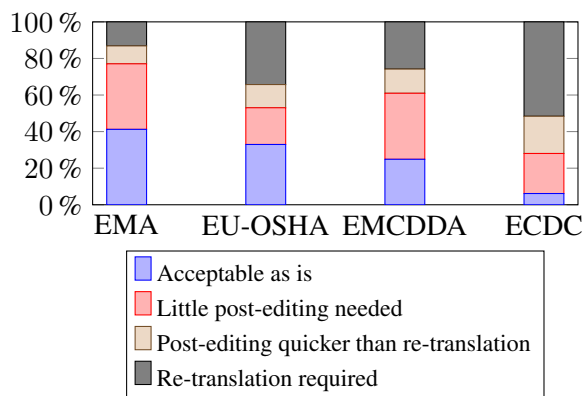 100 %
80 %
60 %
40 %
20 %
0 %
EMA EU-OSHA EMCDDA ECDC
Acceptable as is
Little post-editing needed
Post-editing quicker than re-translation
Re-translation required